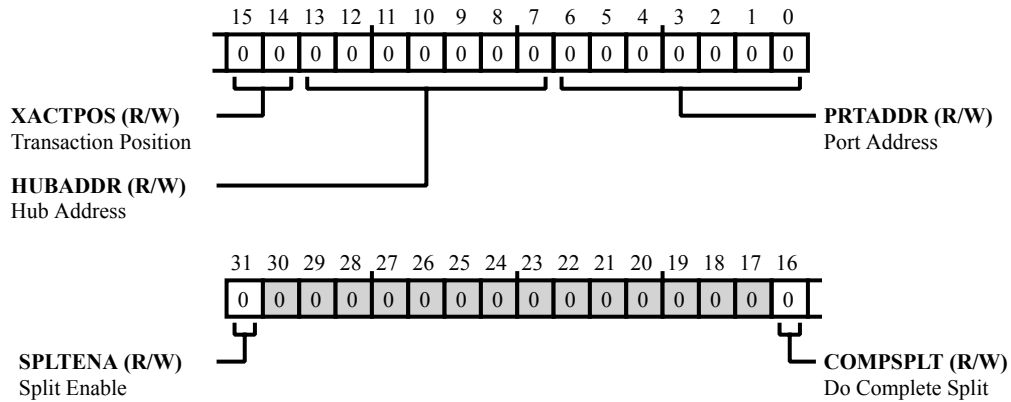 15 14 13 12 11 10 9 8 7 6 5 4 3 2 1 0
0 0 0 0 0 0 0 0 0 0 0 0 0 0 0 0
XACTPOS (R/W)
Transaction Position
PRTADDR (R/W)
Port Address
HUBADDR (R/W)
Hub Address
31 30 29 28 27 26 25 24 23 22 21 20 19 18 17 16
0 0 0 0 0 0 0 0 0 0 0 0 0 0 0 0
SPLTENA (R/W)
Split Enable
COMPSPLT (R/W)
Do Complete Split